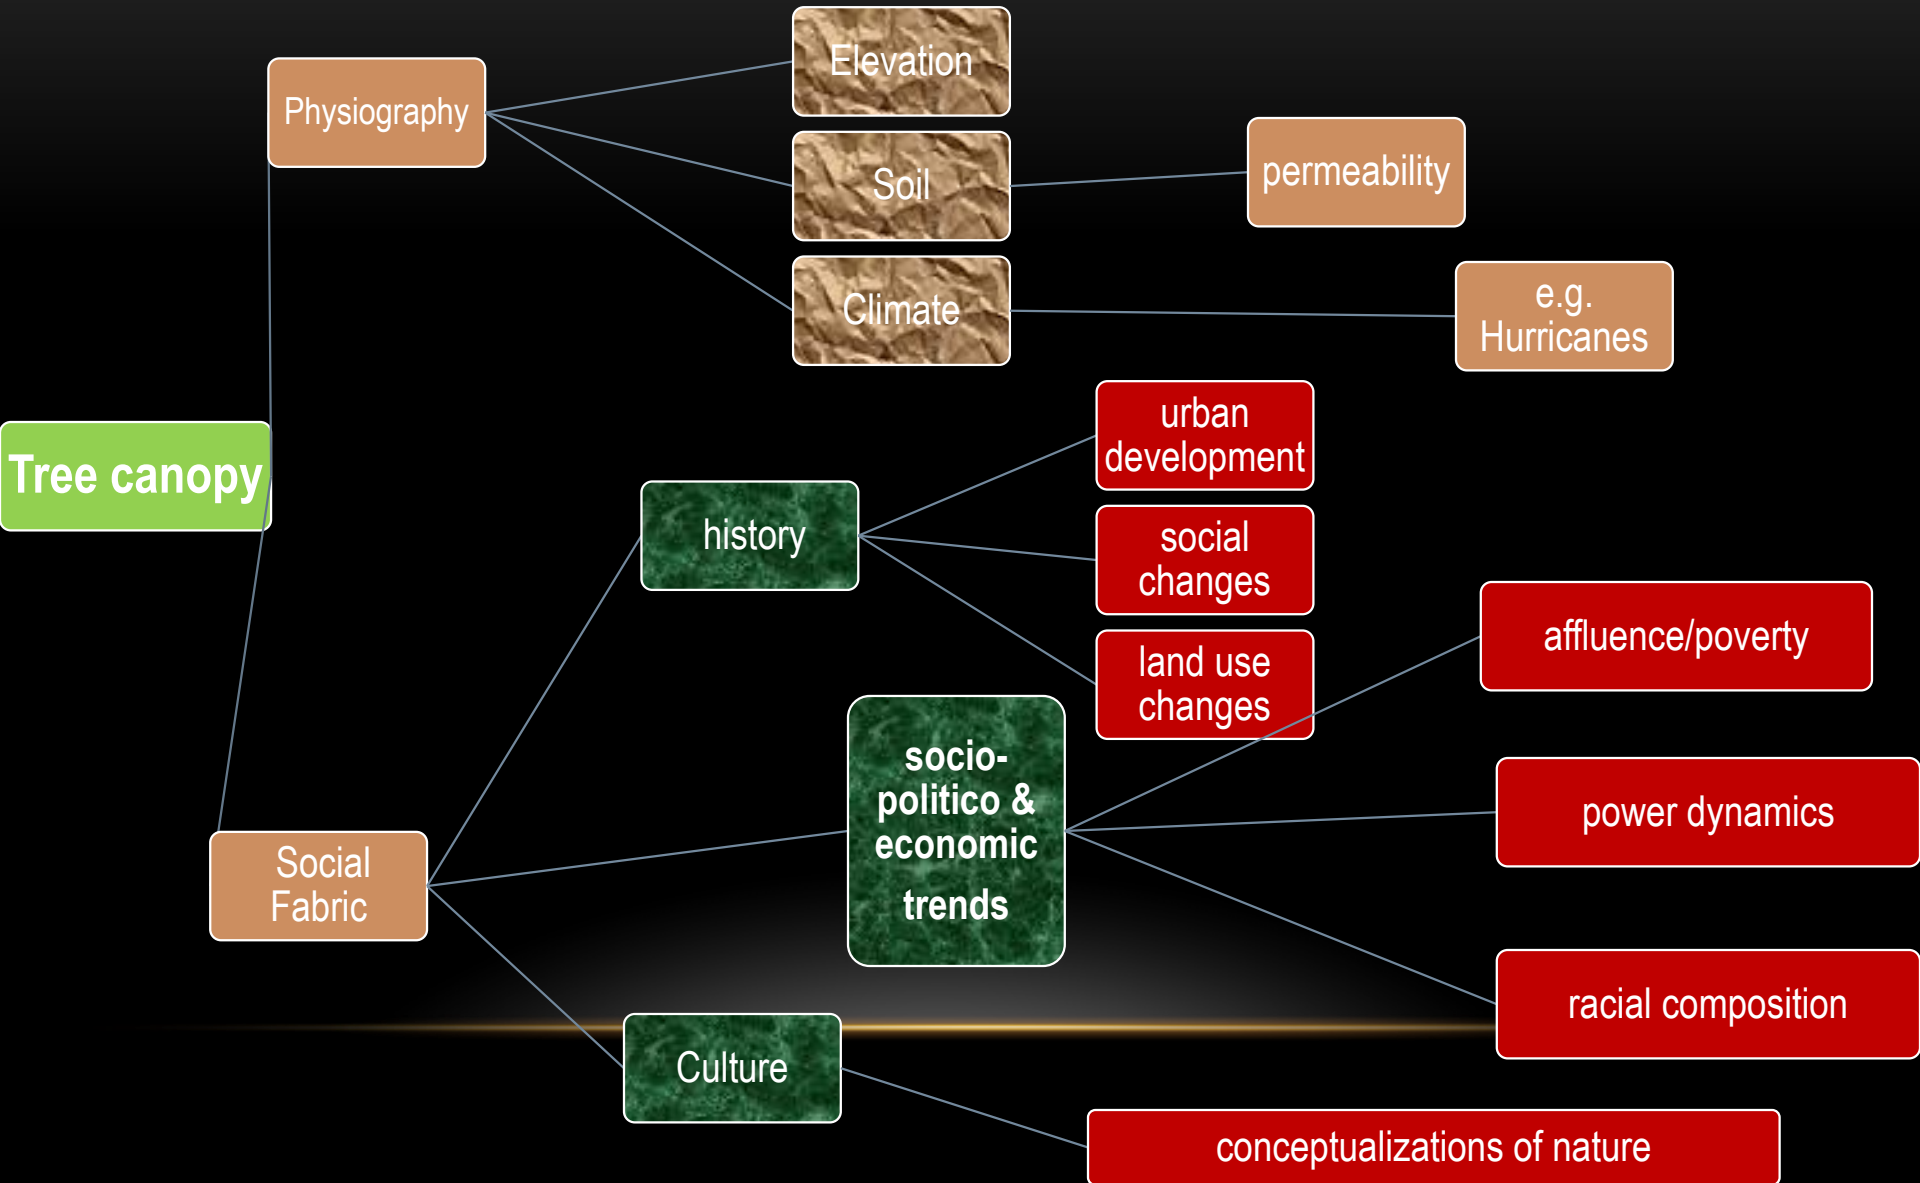 Elevation
Physiography
Soil
permeability
Climate
e.g.
Hurricanes
Tree canopy
history
urban
development
social
changes
land use
changes
affluence/poverty
socio-
politico &
economic
trends
power dynamics
Social
Fabric
racial composition
Culture
conceptualizations of nature